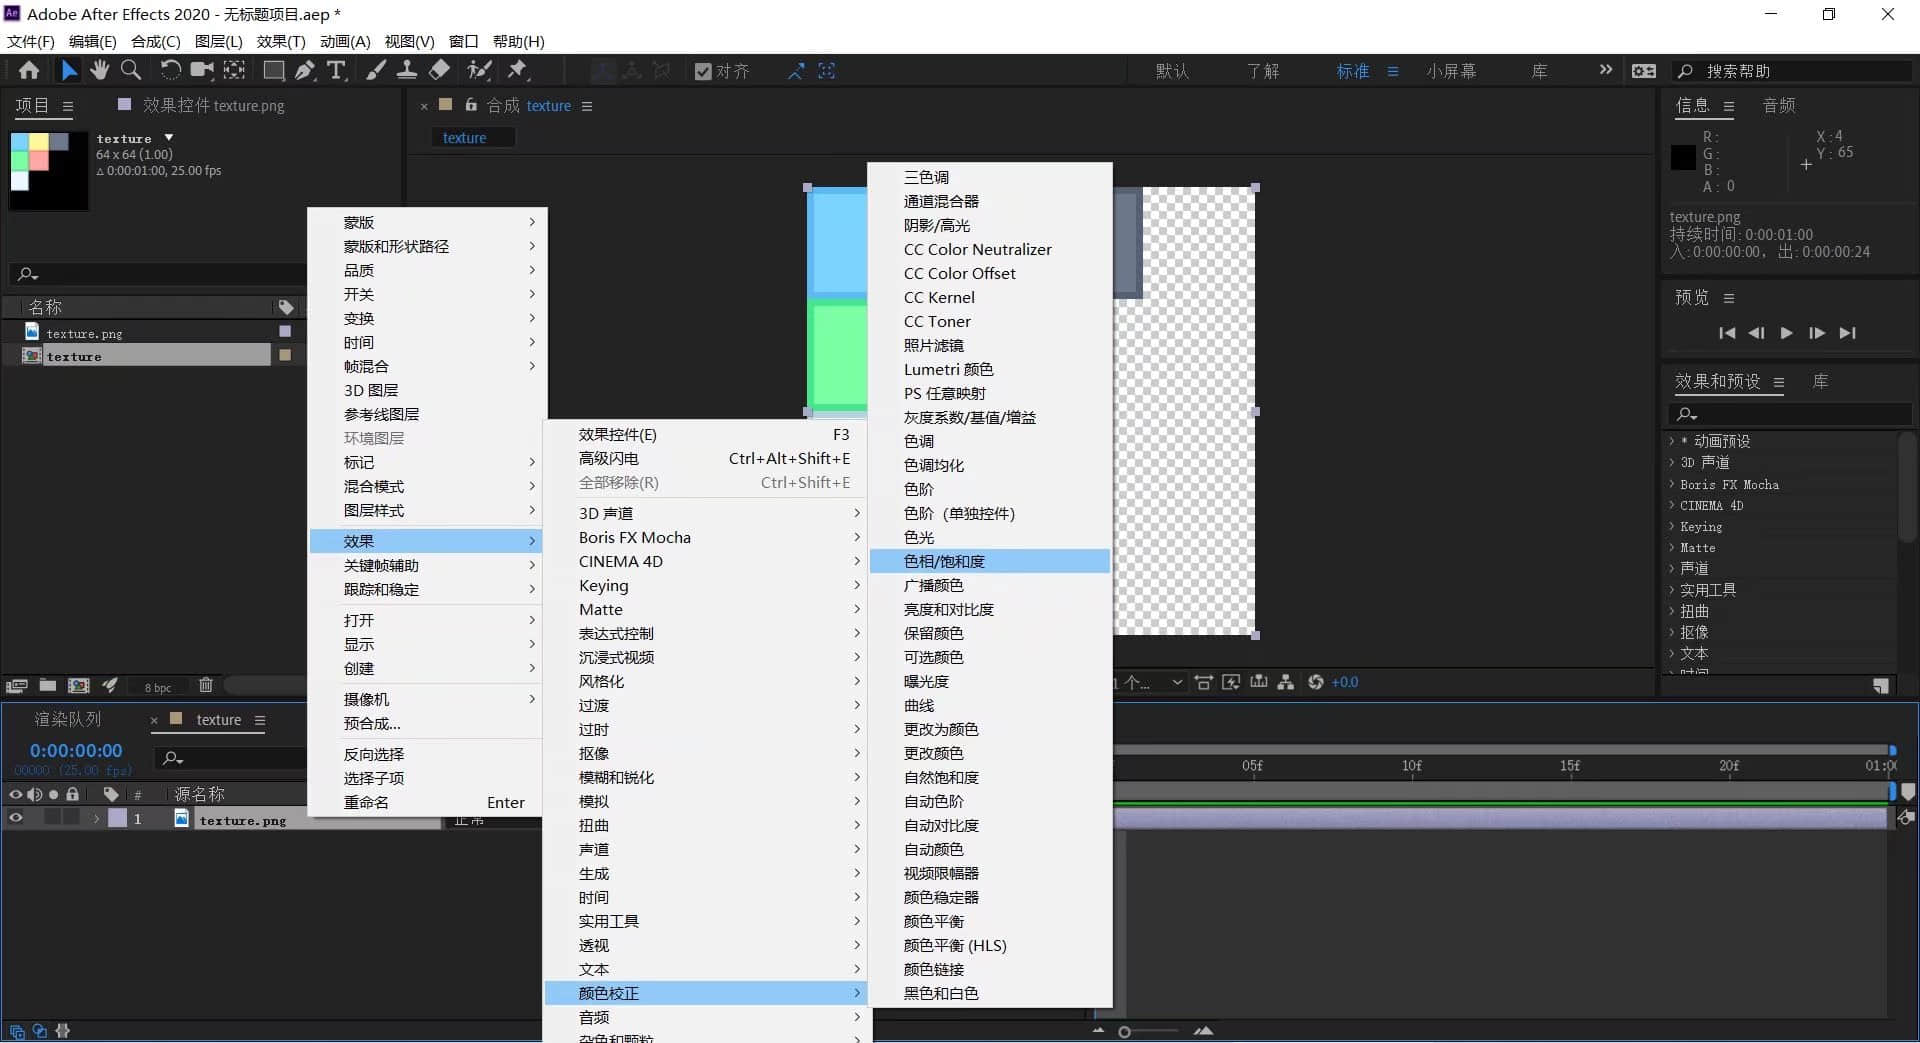 Adobe After Effects 2020 - 无标题项目.aep *
文件(F) 编辑(E) 合成(C) 图层(L) 效果(T) 动画(A) 视图(V) 窗口 帮助(H)
对齐 默认 了解 标准 小屏幕 库 搜索帮助
项目 效果控件 texture.png
合成 texture
texture
texture
64 x 64 (1.00)
Δ 0:00:01:00, 25.00 fps
名称
texture.png
texture
8 bpc
蒙版
蒙版和形状路径
品质
开关
变换
时间
帧混合
3D 图层
参考线图层
环境图层
标记
混合模式
图层样式
效果
关键帧辅助
跟踪和稳定
打开
显示
创建
摄像机
预合成...
反向选择
选择子项
重命名 Enter
效果控件(E) F3
高级闪电 Ctrl+Alt+Shift+E
全部移除(R) Ctrl+Shift+E
3D 声道
Boris FX Mocha
CINEMA 4D
Keying
Matte
表达式控制
沉浸式视频
风格化
过渡
过时
抠像
模糊和锐化
模拟
扭曲
声道
生成
时间
实用工具
透视
文本
颜色校正
音频
杂色和颗粒
三色调
通道混合器
阴影/高光
CC Color Neutralizer
CC Color Offset
CC Kernel
CC Toner
照片滤镜
Lumetri 颜色
PS 任意映射
灰度系数/基值/增益
色调
色调均化
色阶
色阶（单独控件）
色光
色相/饱和度
广播颜色
亮度和对比度
保留颜色
可选颜色
曝光度
曲线
更改为颜色
更改颜色
自然饱和度
自动色阶
自动对比度
自动颜色
视频限幅器
颜色稳定器
颜色平衡
颜色平衡 (HLS)
颜色链接
黑色和白色
1 个... +0.0
信息 音频
R :
G :
B :
A : 0
X : 4
Y : 65
texture.png
持续时间: 0:00:01:00
入: 0:00:00:00，出: 0:00:00:24
预览
效果和预设 库
* 动画预设
3D 声道
Boris FX Mocha
CINEMA 4D
Keying
Matte
声道
实用工具
扭曲
抠像
文本
时间
渲染队列 texture
0:00:00:00
00000 (25.00 fps)
# 源名称
1 texture.png 正常
05f 10f 15f 20f 01:00